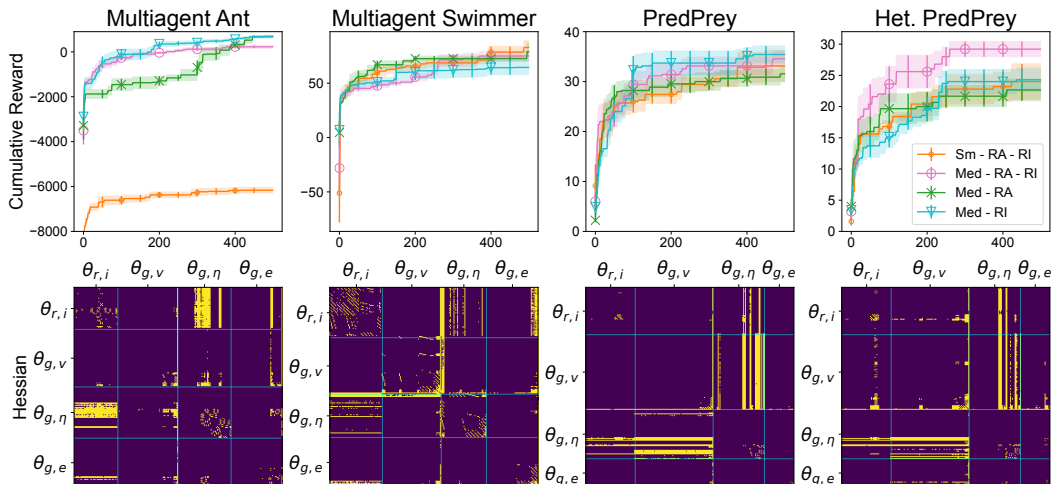 Multiagent Ant Multiagent Swimmer PredPrey Het. PredPrey
Cumulative Reward
0
−2000
−4000
−6000
−8000
0 200 400
50
0
−50
0 200 400
40
30
20
10
0
0 200 400
30
25
20
15
10
5
0
0 200 400
Sm - RA - RI
Med - RA - RI
Med - RA
Med - RI
Hessian
θr,i θg,v θg,η θg,e
θr,i
θg,v
θg,η
θg,e
θr,i θg,v θg,η θg,e
θr,i
θg,v
θg,η
θg,e
θr,i θg,v θg,η θg,e
θr,i
θg,v
θg,η
θg,e
θr,i θg,v θg,η θg,e
θr,i
θg,v
θg,η
θg,e